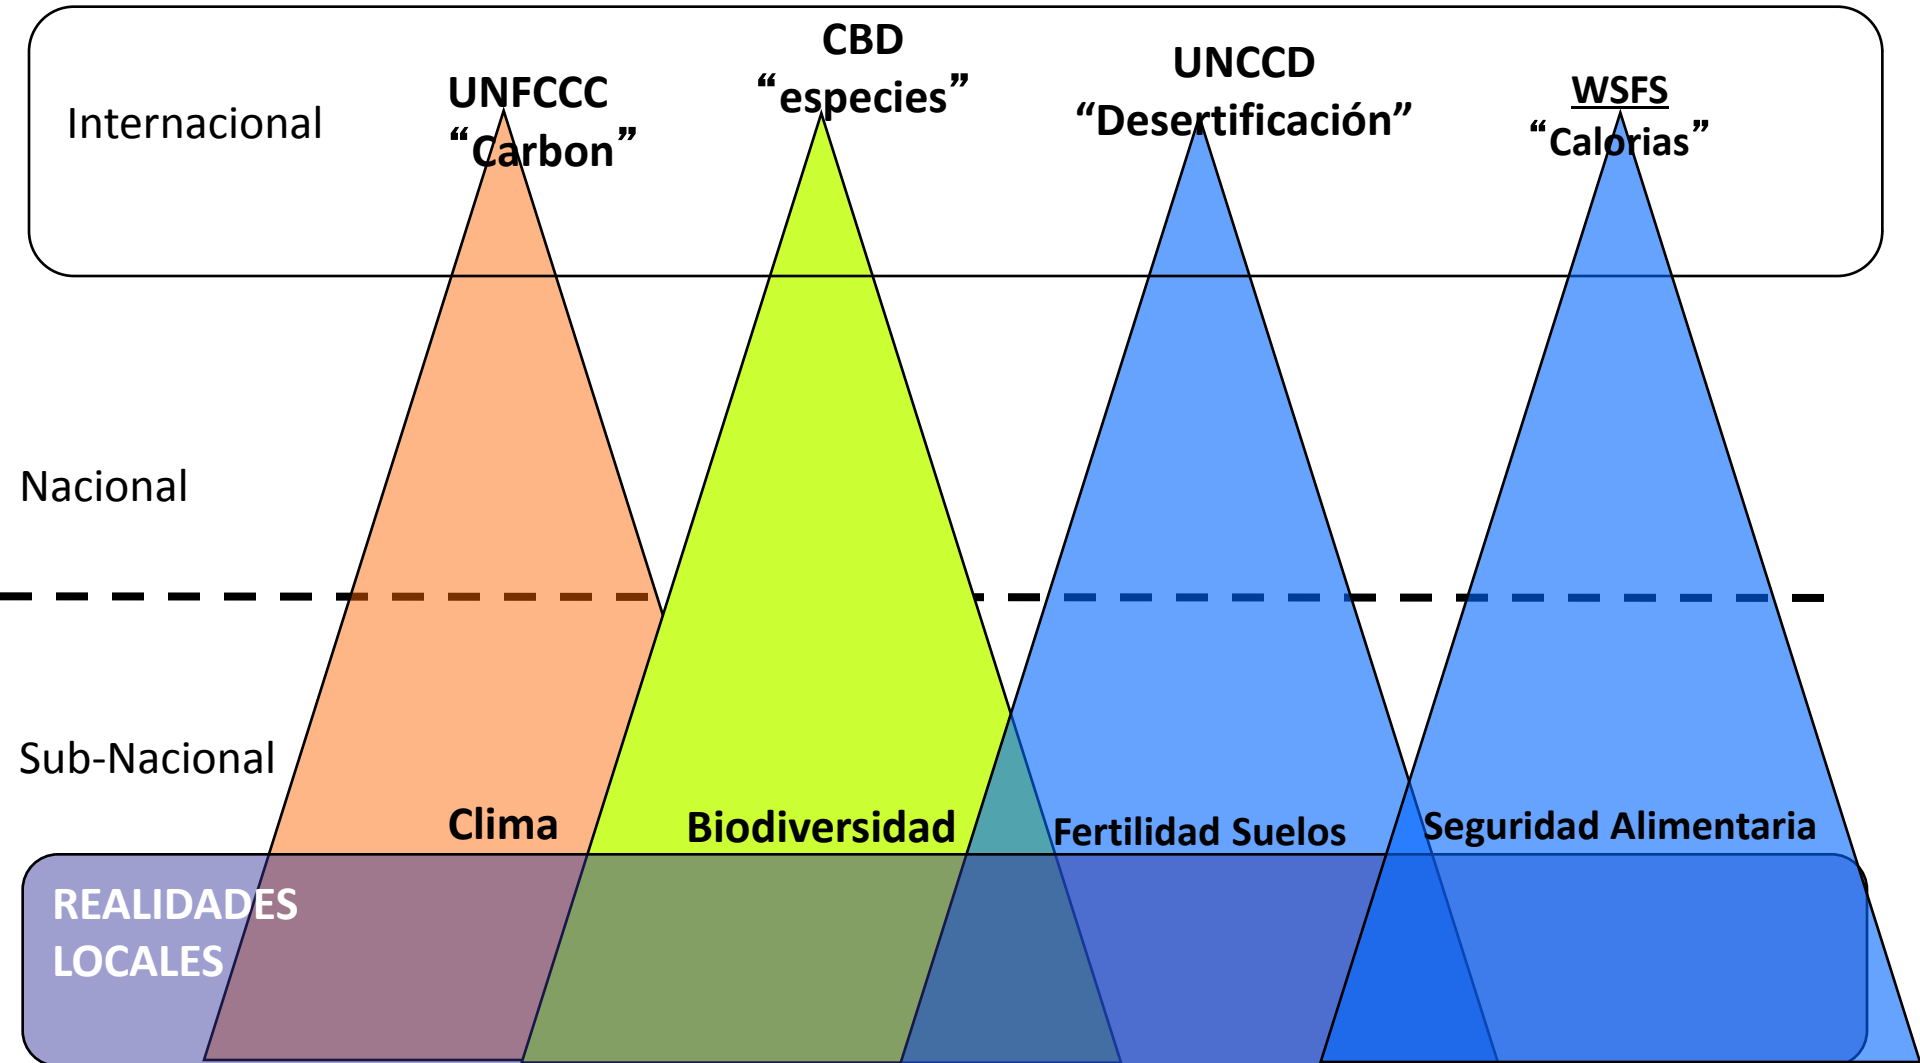 Internacional
UNFCCC
“Carbon”
CBD
“especies”
UNCCD
“Desertificación”
WSFS
“Calorias”
Nacional
Sub-Nacional
Clima
Biodiversidad
Fertilidad Suelos
Seguridad Alimentaria
REALIDADES
LOCALES